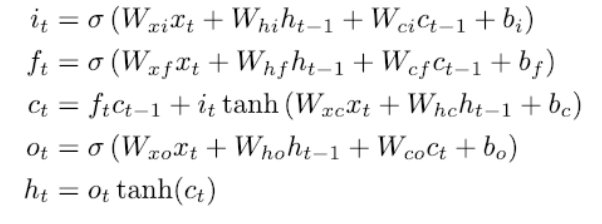 i_t = σ (W_{xi}x_t + W_{hi}h_{t−1} + W_{ci}c_{t−1} + b_i)
f_t = σ (W_{xf}x_t + W_{hf}h_{t−1} + W_{cf}c_{t−1} + b_f)
c_t = f_tc_{t−1} + i_t tanh (W_{xc}x_t + W_{hc}h_{t−1} + b_c)
o_t = σ (W_{xo}x_t + W_{ho}h_{t−1} + W_{co}c_t + b_o)
h_t = o_t tanh(c_t)